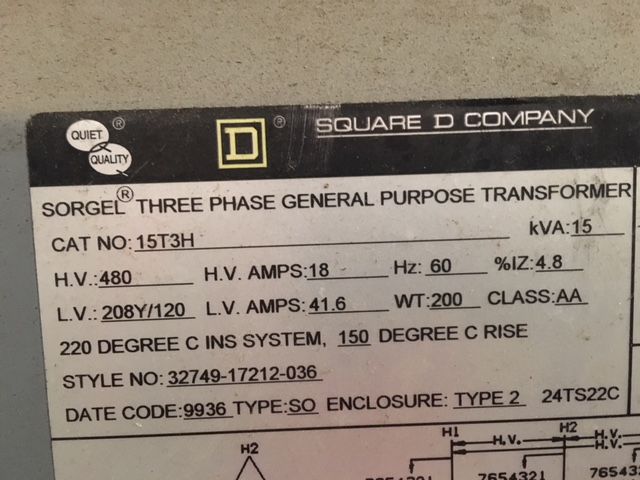 QUIET ®
QUALITY
D ® SQUARE D COMPANY
SORGEL® THREE PHASE GENERAL PURPOSE TRANSFORMER
CAT NO: 15T3H kVA: 15
H.V.: 480 H.V. AMPS: 18 Hz: 60 %IZ: 4.8
L.V.: 208Y/120 L.V. AMPS: 41.6 WT: 200 CLASS: AA
220 DEGREE C INS SYSTEM, 150 DEGREE C RISE
STYLE NO: 32749-17212-036
DATE CODE: 9936 TYPE: SO ENCLOSURE: TYPE 2 24TS22C
H1 H.V. H2 H.V.
H.V.
H2
7654321 7654321 76543